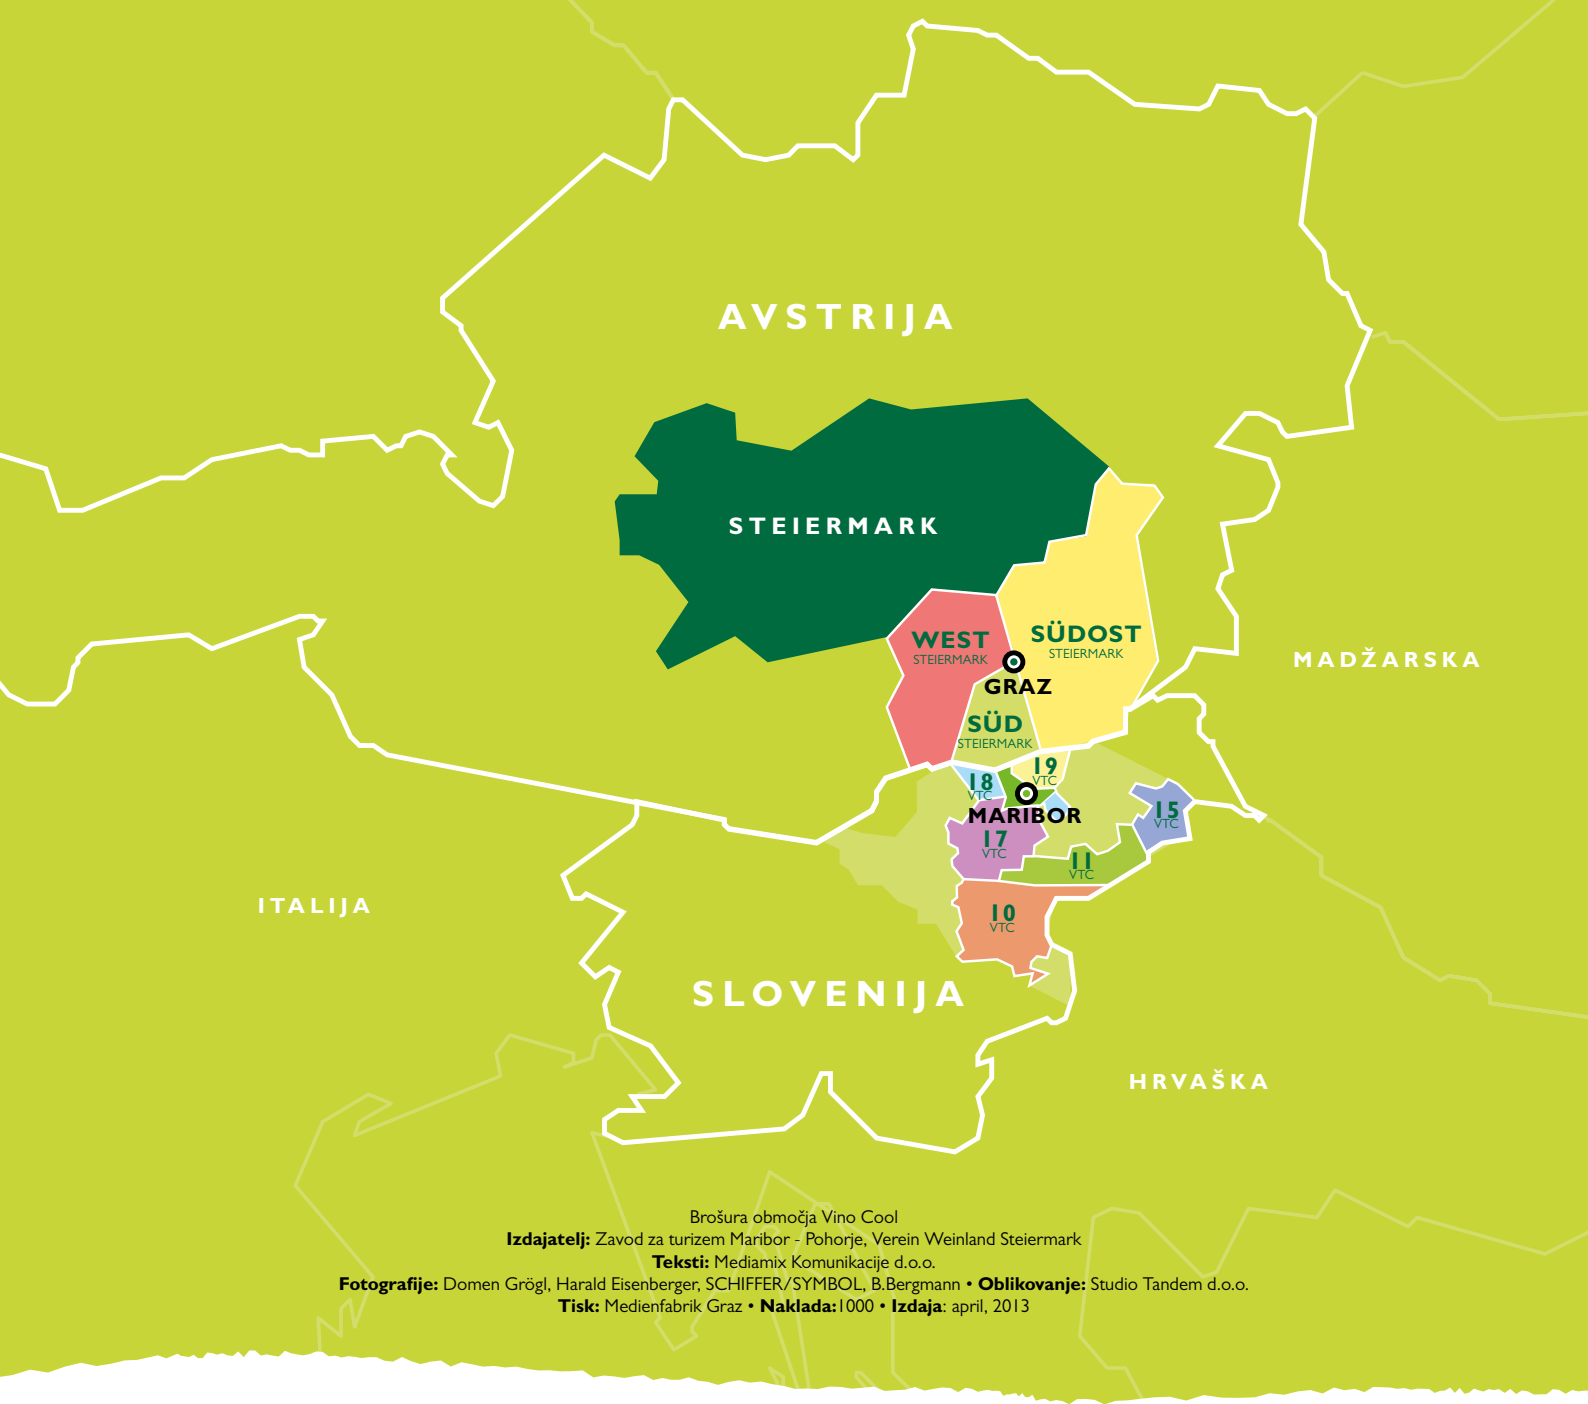 AVSTRIJA
STEIERMARK
WEST
STEIERMARK
SÜDOST
STEIERMARK
MADŽARSKA
GRAZ
SÜD
STEIERMARK
19
VTC
18
VTC
MARIBOR
15
VTC
17
VTC
11
VTC
ITALIJA
10
VTC
SLOVENIJA
HRVAŠKA
Brošura območja Vino Cool
Izdajatelj: Zavod za turizem Maribor - Pohorje, Verein Weinland Steiermark
Teksti: Mediamix Komunikacije d.o.o.
Fotografije: Domen Grögl, Harald Eisenberger, SCHIFFER/SYMBOL, B.Bergmann • Oblikovanje: Studio Tandem d.o.o.
Tisk: Medienfabrik Graz • Naklada:1000 • Izdaja: april, 2013